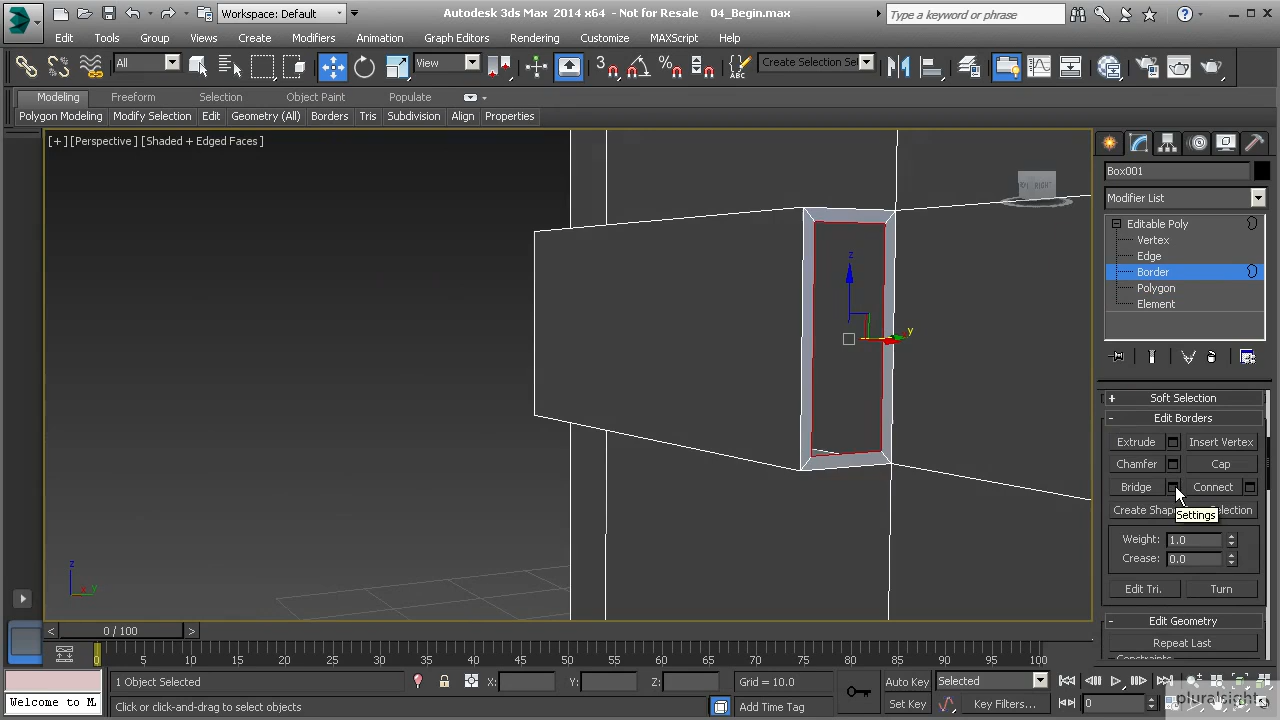 Workspace: Default
Autodesk 3ds Max 2014 x64 - Not for Resale 04_Begin.max
Type a keyword or phrase
Edit Tools Group Views Create Modifiers Animation Graph Editors Rendering Customize MAXScript Help
All View Create Selection Se
Modeling Freeform Selection Object Paint Populate
Polygon Modeling Modify Selection Edit Geometry (All) Borders Tris Subdivision Align Properties
[+][Perspective][Shaded + Edged Faces]
RIGHT
z
y
Box001
Modifier List
Editable Poly
Vertex
Edge
Border
Polygon
Element
+ Soft Selection
- Edit Borders
Extrude Insert Vertex
Chamfer Cap
Bridge Connect
Create Shap election
Settings
Weight: 1.0
Crease: 0.0
Edit Tri. Turn
- Edit Geometry
Repeat Last
Constraints
z
x y
< 0 / 100 >
0 5 10 15 20 25 30 35 40 45 50 55 60 65 70 75 80 85 90 95 100
1 Object Selected X: Y: Z: Grid = 10.0 Auto Key Selected
Welcome to M Click or click-and-drag to select objects Add Time Tag Set Key Key Filters... 0
pluralsight